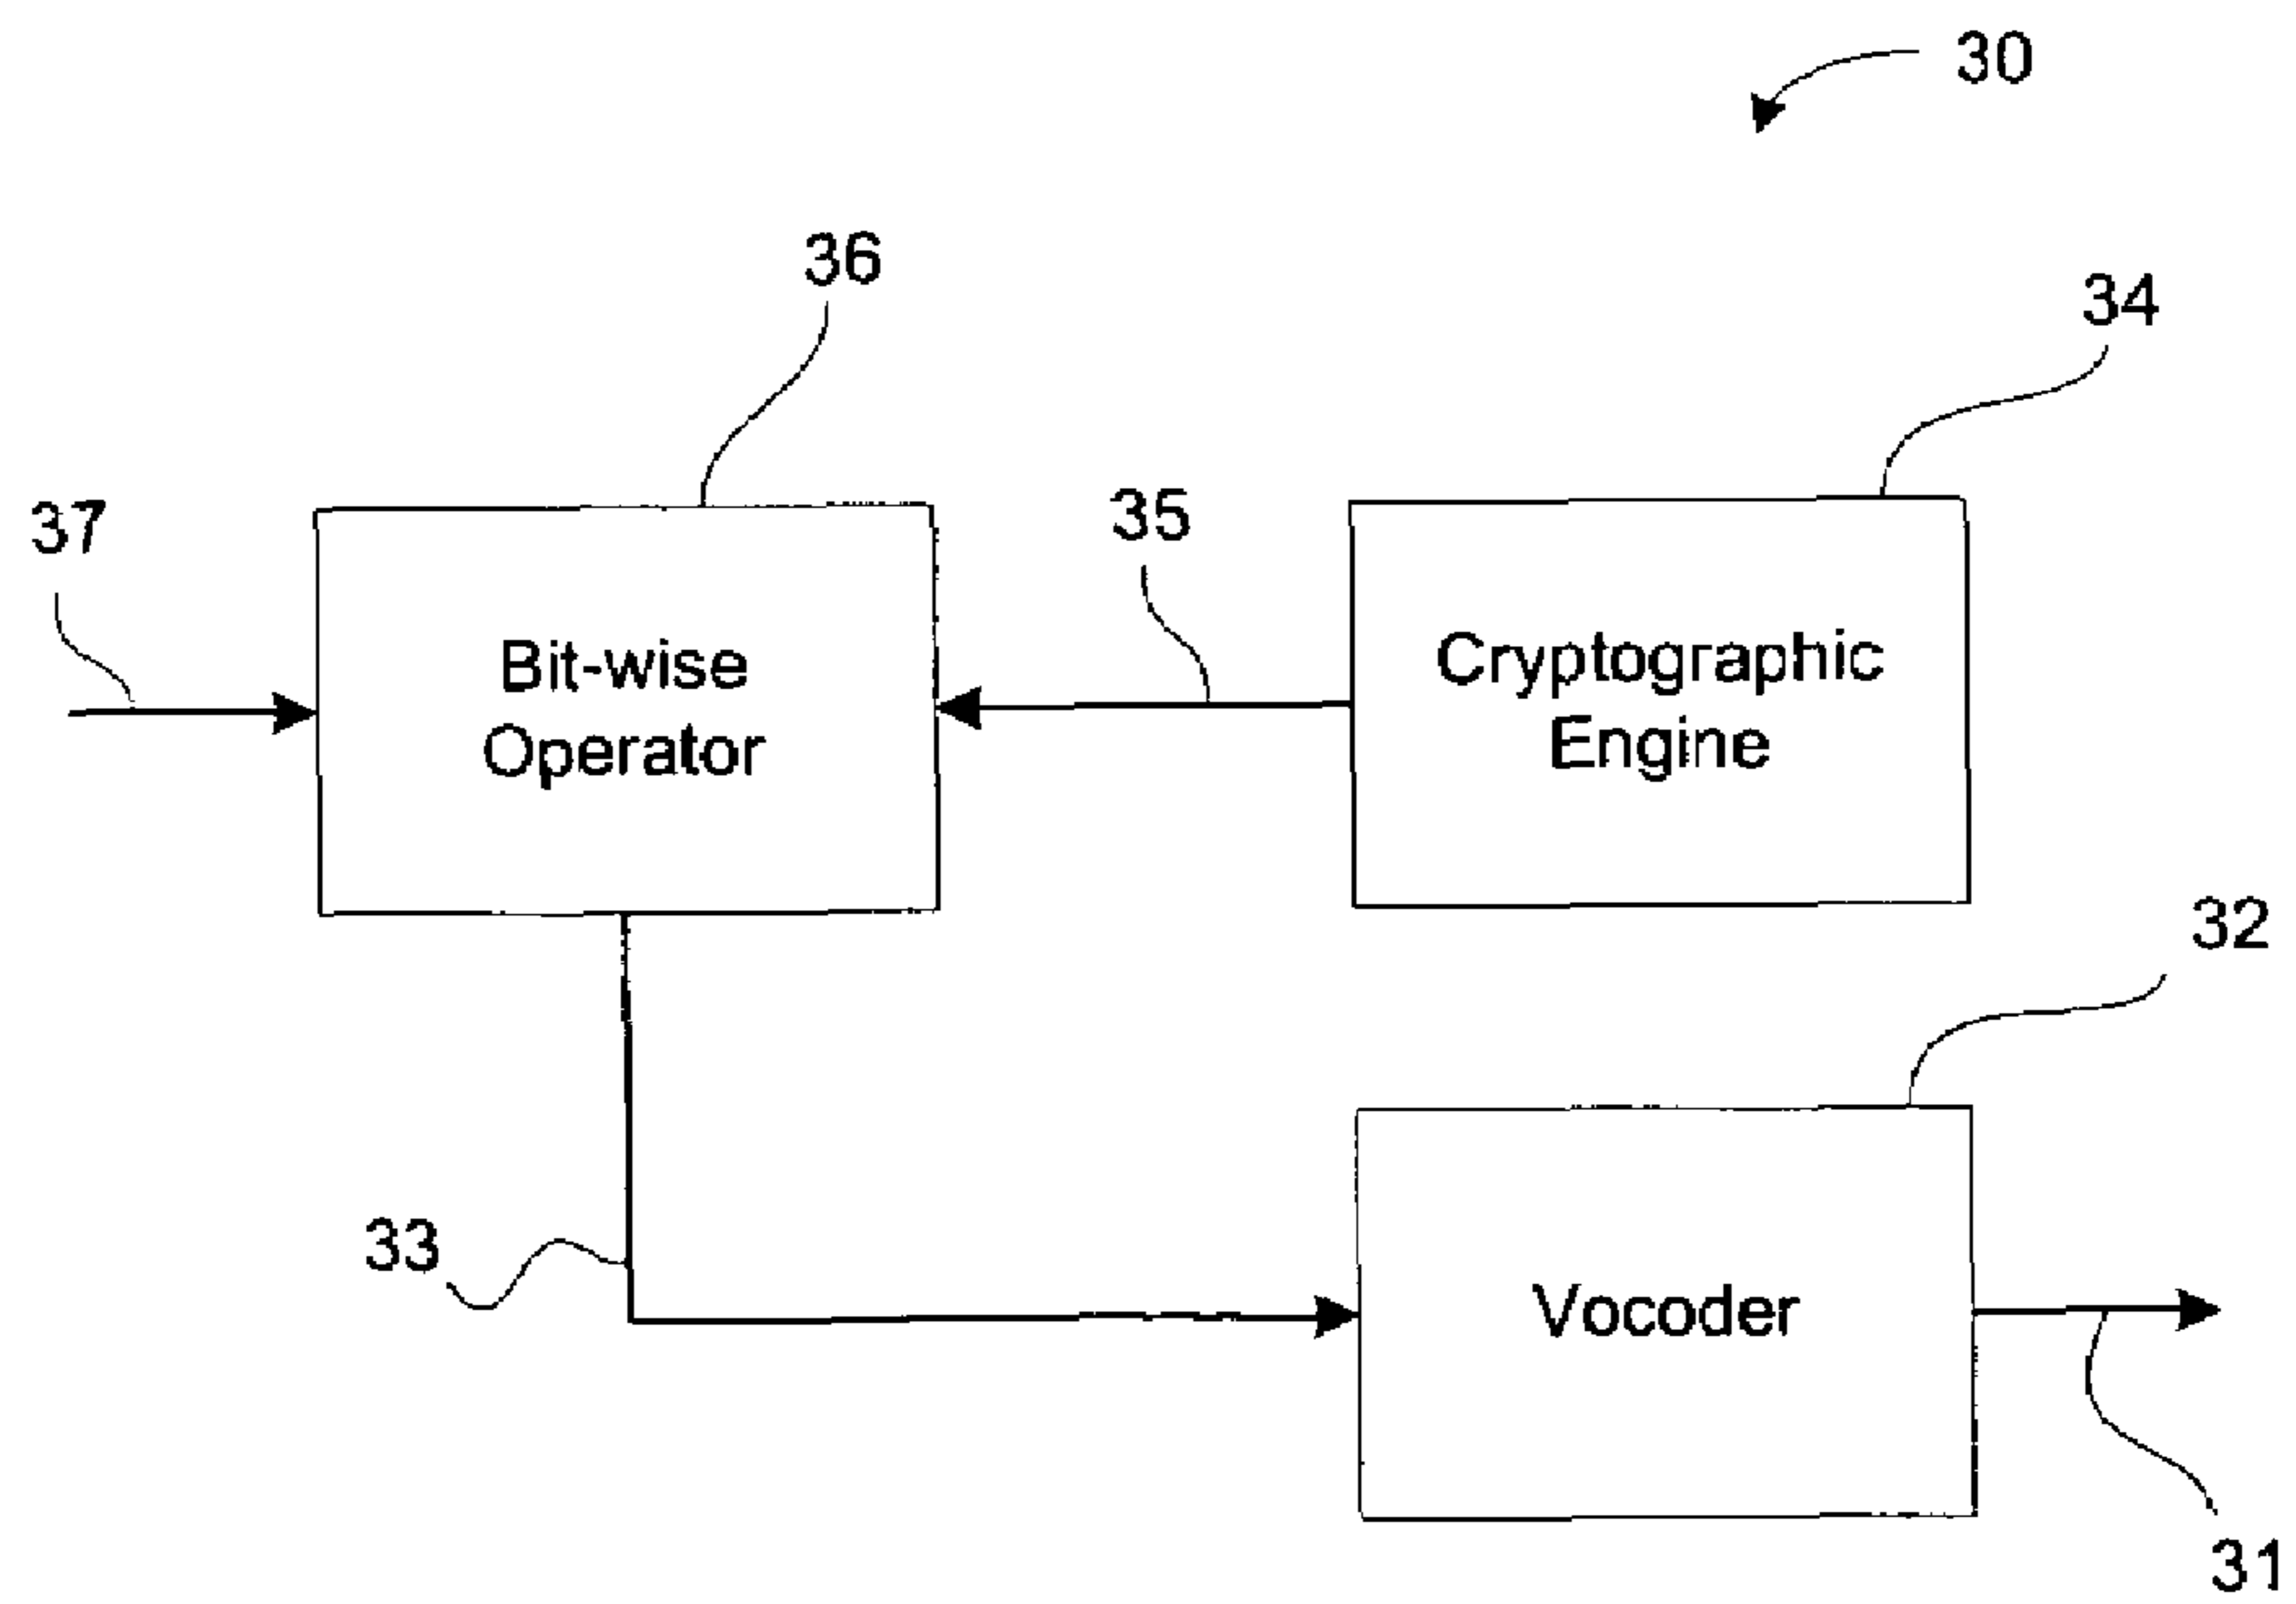 30
36
34
37
35
Bit-wise
Operator
Cryptographic
Engine
32
33
Vocoder
31